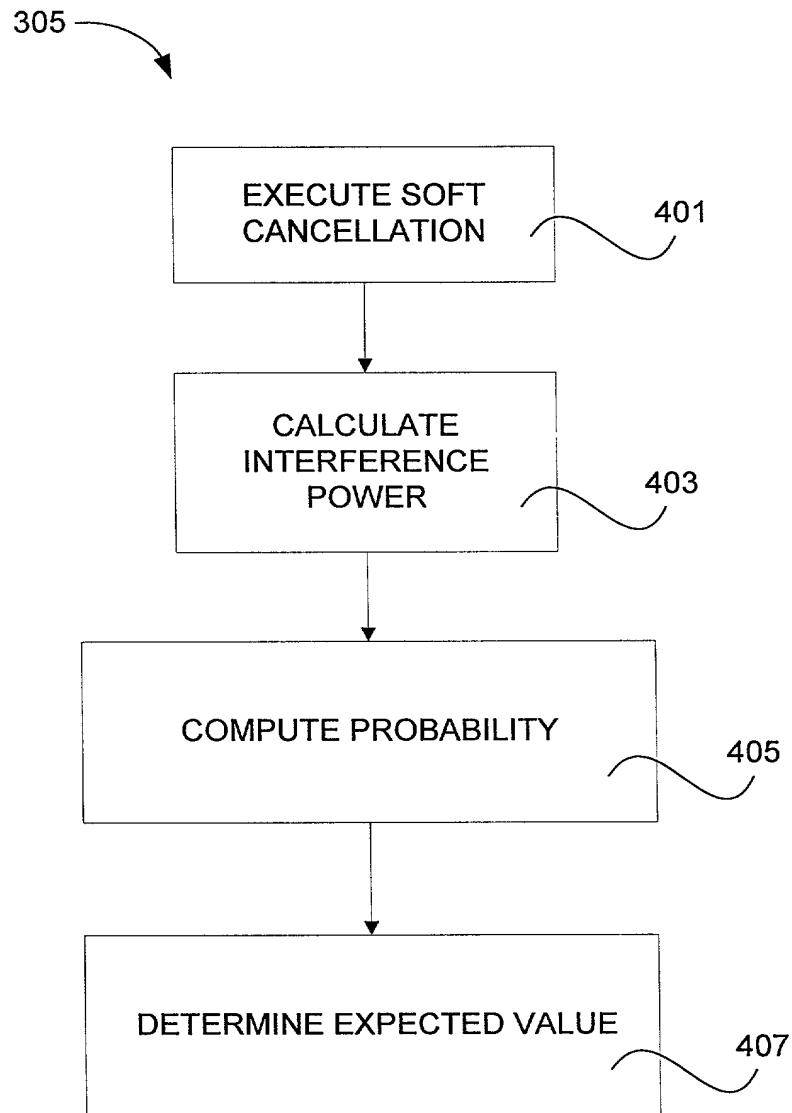 305
EXECUTE SOFT
CANCELLATION
401
CALCULATE
INTERFERENCE
POWER
403
COMPUTE PROBABILITY
405
DETERMINE EXPECTED VALUE
407